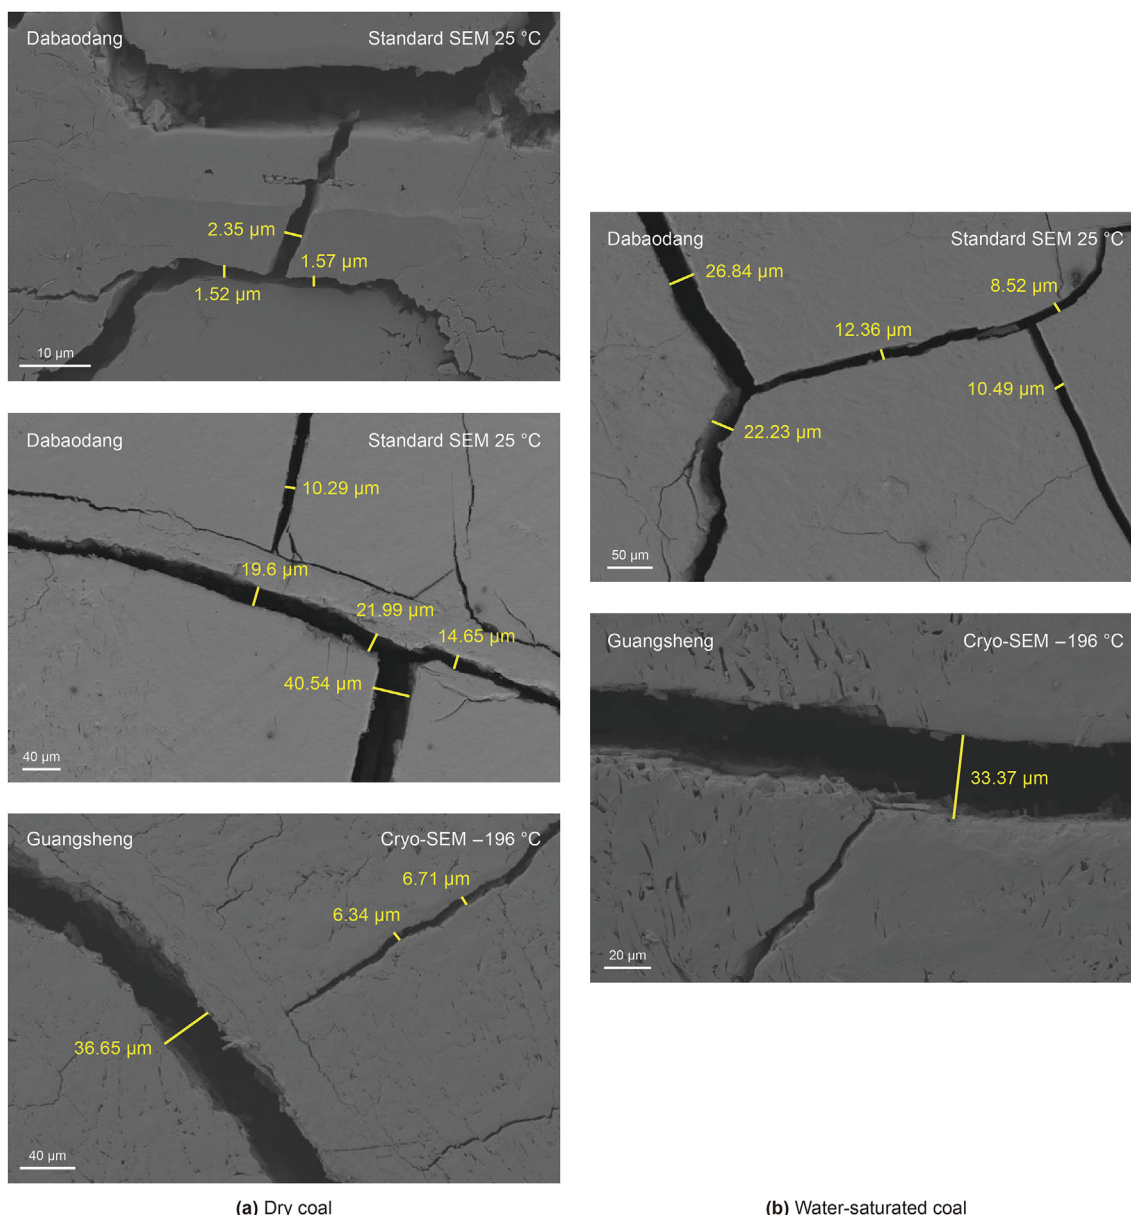 Dabaodang Standard SEM 25 °C
2.35 µm
1.57 µm
1.52 µm
10 µm
Dabaodang Standard SEM 25 °C
10.29 µm
19.6 µm
21.99 µm
14.65 µm
40.54 µm
40 µm
Guangsheng Cryo-SEM –196 °C
6.71 µm
6.34 µm
36.65 µm
40 µm
(a) Dry coal
Dabaodang Standard SEM 25 °C
26.84 µm
8.52 µm
12.36 µm
10.49 µm
22.23 µm
50 µm
Guangsheng Cryo-SEM –196 °C
33.37 µm
20 µm
(b) Water-saturated coal